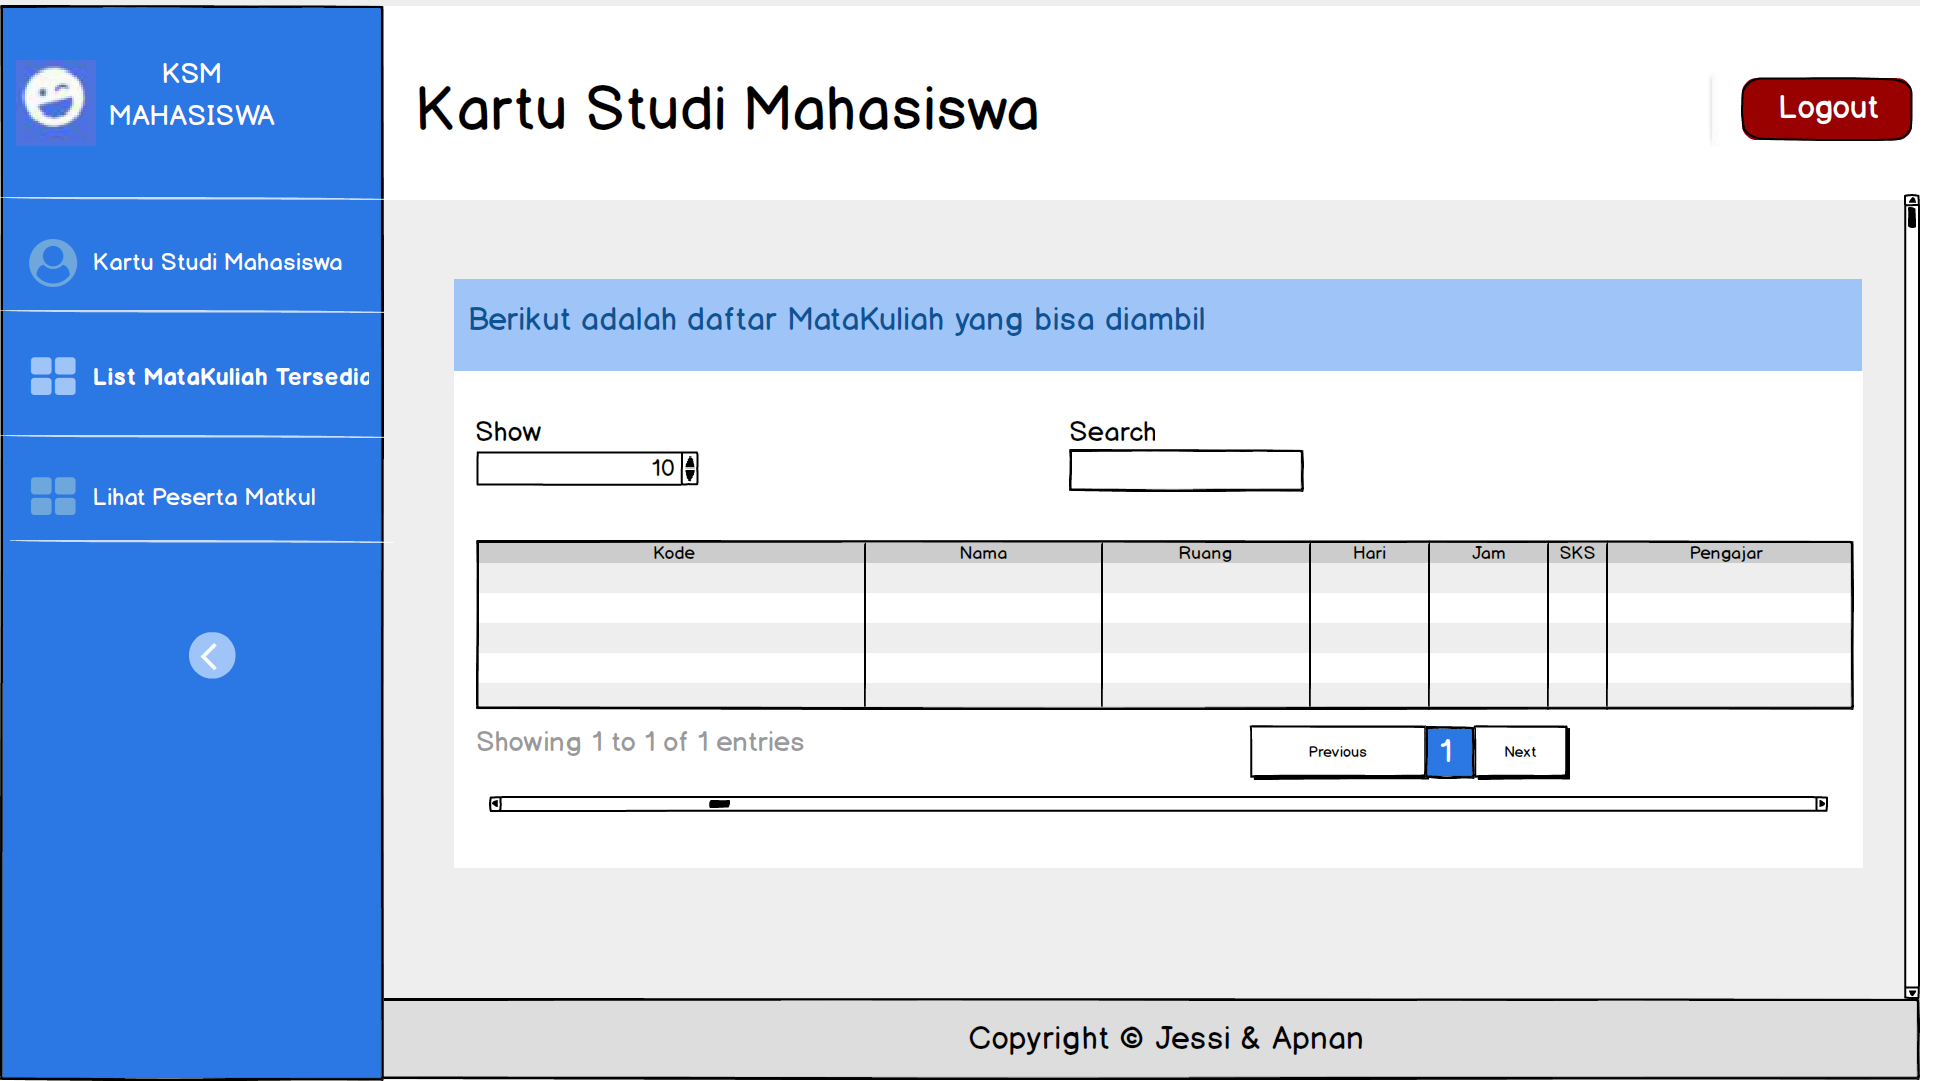 KSM
MAHASISWA
Kartu Studi Mahasiswa
Logout
Kartu Studi Mahasiswa
List MataKuliah Tersedia
Lihat Peserta Matkul
Berikut adalah daftar MataKuliah yang bisa diambil
Show
Search
10
Kode Nama Ruang Hari Jam SKS Pengajar
Showing 1 to 1 of 1 entries
Previous 1 Next
Copyright © Jessi & Apnan